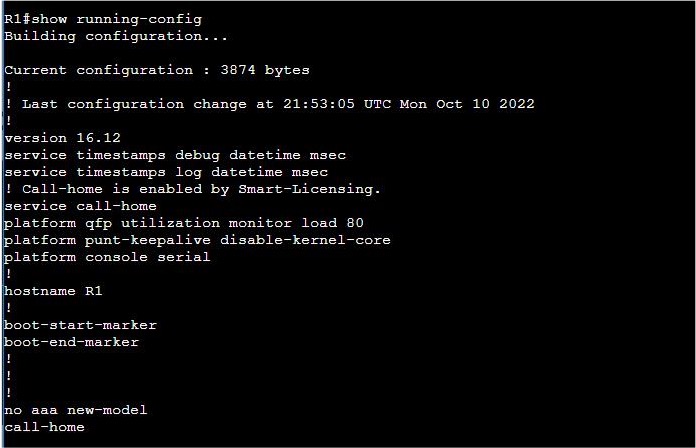 R1#show running-config
Building configuration...
Current configuration : 3874 bytes
!
! Last configuration change at 21:53:05 UTC Mon Oct 10 2022
!
version 16.12
service timestamps debug datetime msec
service timestamps log datetime msec
! Call-home is enabled by Smart-Licensing.
service call-home
platform qfp utilization monitor load 80
platform punt-keepalive disable-kernel-core
platform console serial
!
hostname R1
!
boot-start-marker
boot-end-marker
!
!
!
no aaa new-model
call-home